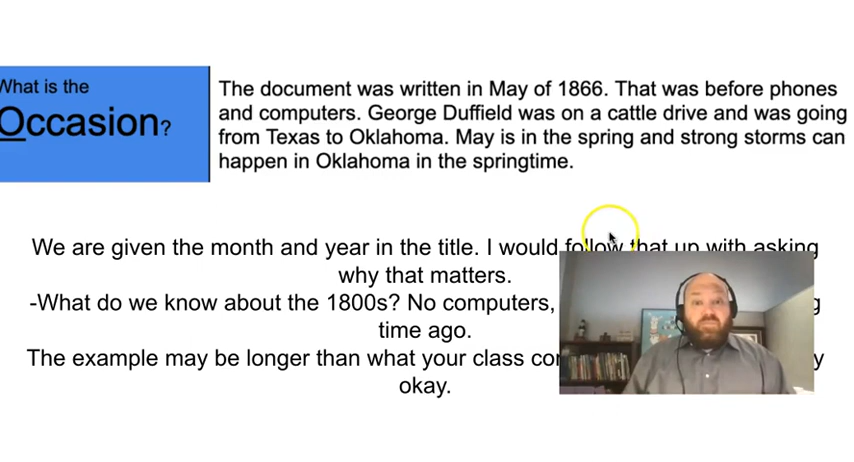 What is the
Occasion?
The document was written in May of 1866. That was before phones
and computers. George Duffield was on a cattle drive and was going
from Texas to Oklahoma. May is in the spring and strong storms can
happen in Oklahoma in the springtime.
We are given the month and year in the title. I would follow that up with asking
why that matters.
-What do we know about the 1800s? No computers,
time ago.
The example may be longer than what your class
okay.